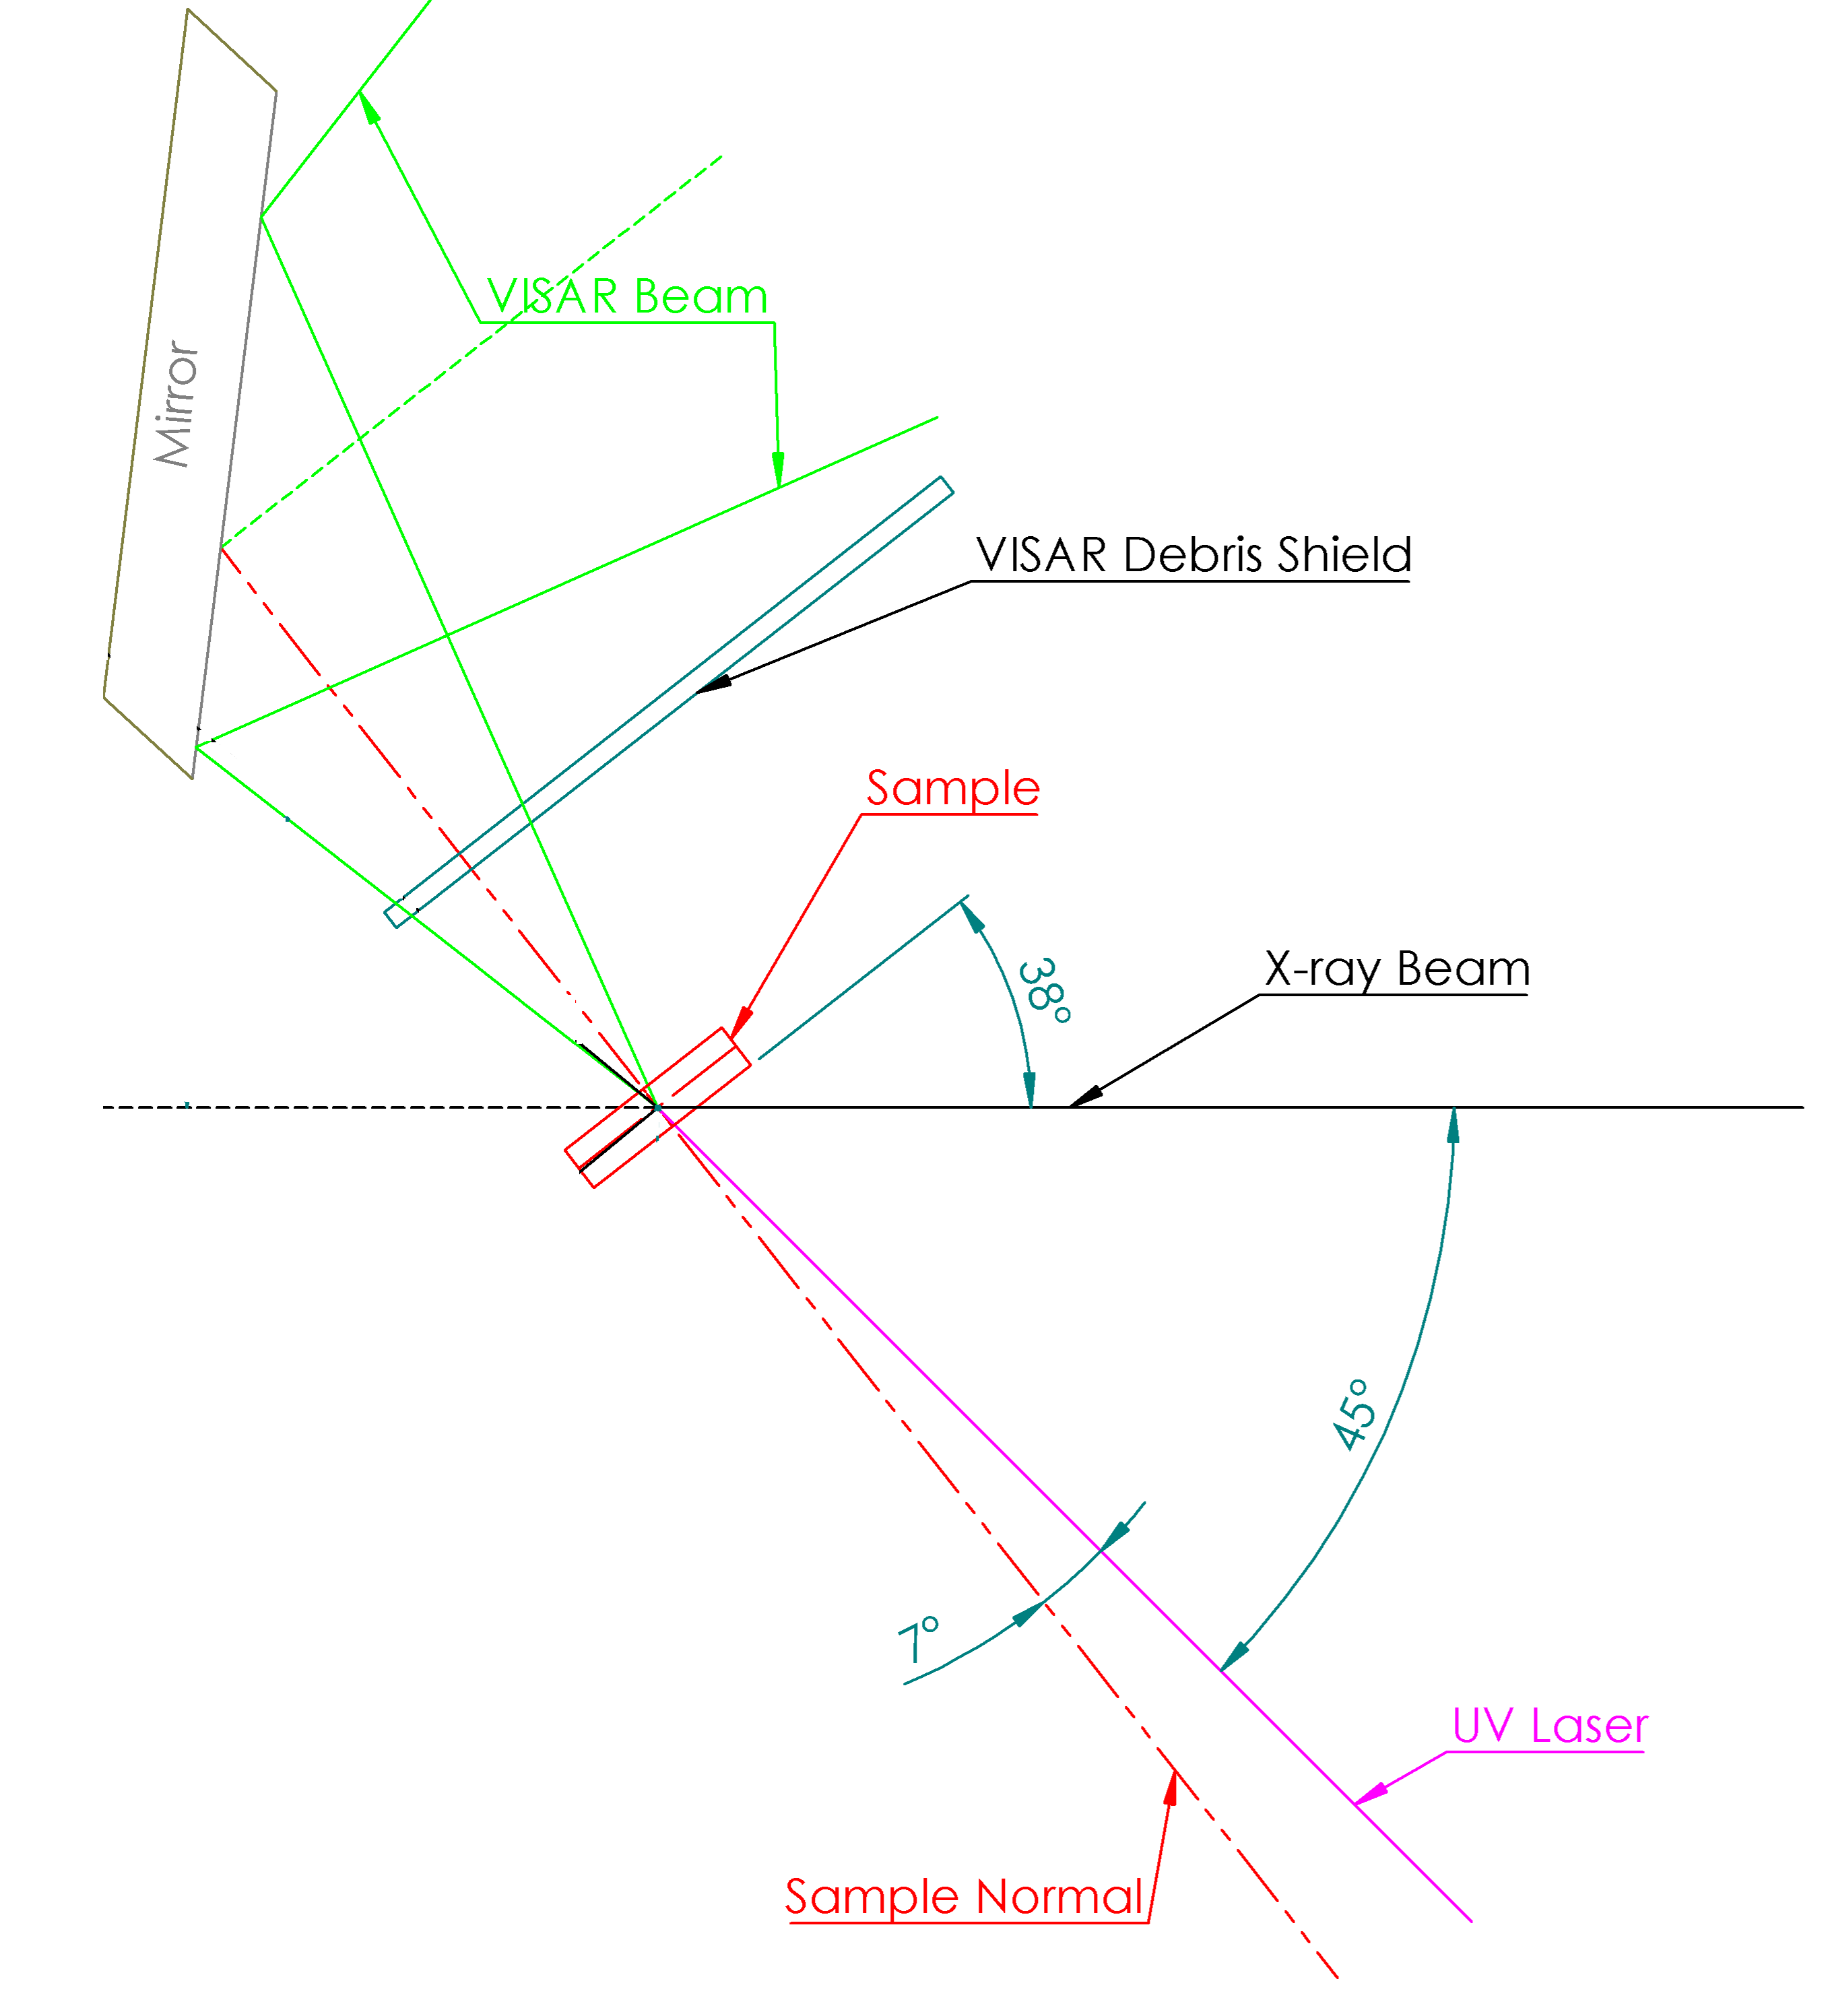 VISAR Beam
Mirror
VISAR Debris Shield
Sample
38°
X-ray Beam
45°
7°
UV Laser
Sample Normal